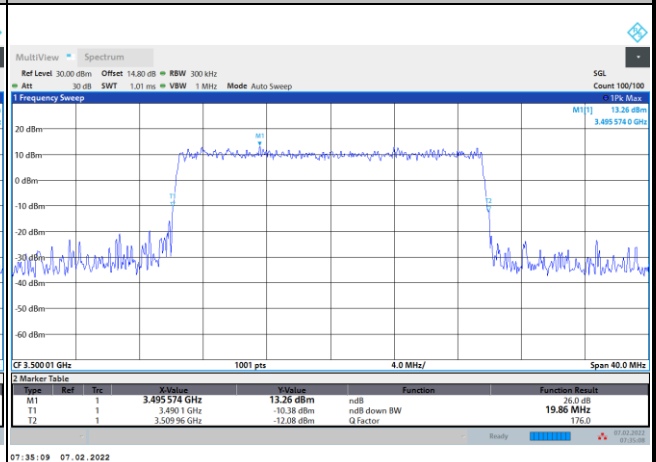 MultiView Spectrum
Ref Level 30.00 dBm Offset 14.80 dB RBW 300 kHz SGL
Att 30 dB SWT 1.01 ms VBW 1 MHz Mode Auto Sweep Count 100/100
1 Frequency Sweep 1Pk Max
M1[1] 13.26 dBm
3.495 574 0 GHz
20 dBm
M1
10 dBm
0 dBm
T1
T2
-10 dBm
-20 dBm
-30 dBm
-40 dBm
-50 dBm
-60 dBm
CF 3.500 01 GHz 1001 pts 4.0 MHz/ Span 40.0 MHz
2 Marker Table
Type Ref Trc X-Value Y-Value Function Function Result
M1 1 3.495 574 GHz 13.26 dBm ndB 26.0 dB
T1 1 3.490 1 GHz -10.38 dBm ndB down BW 19.86 MHz
T2 1 3.509 96 GHz -12.08 dBm Q Factor 176.0
Ready 07.02.2022
07:35:08
07:35:09 07.02.2022